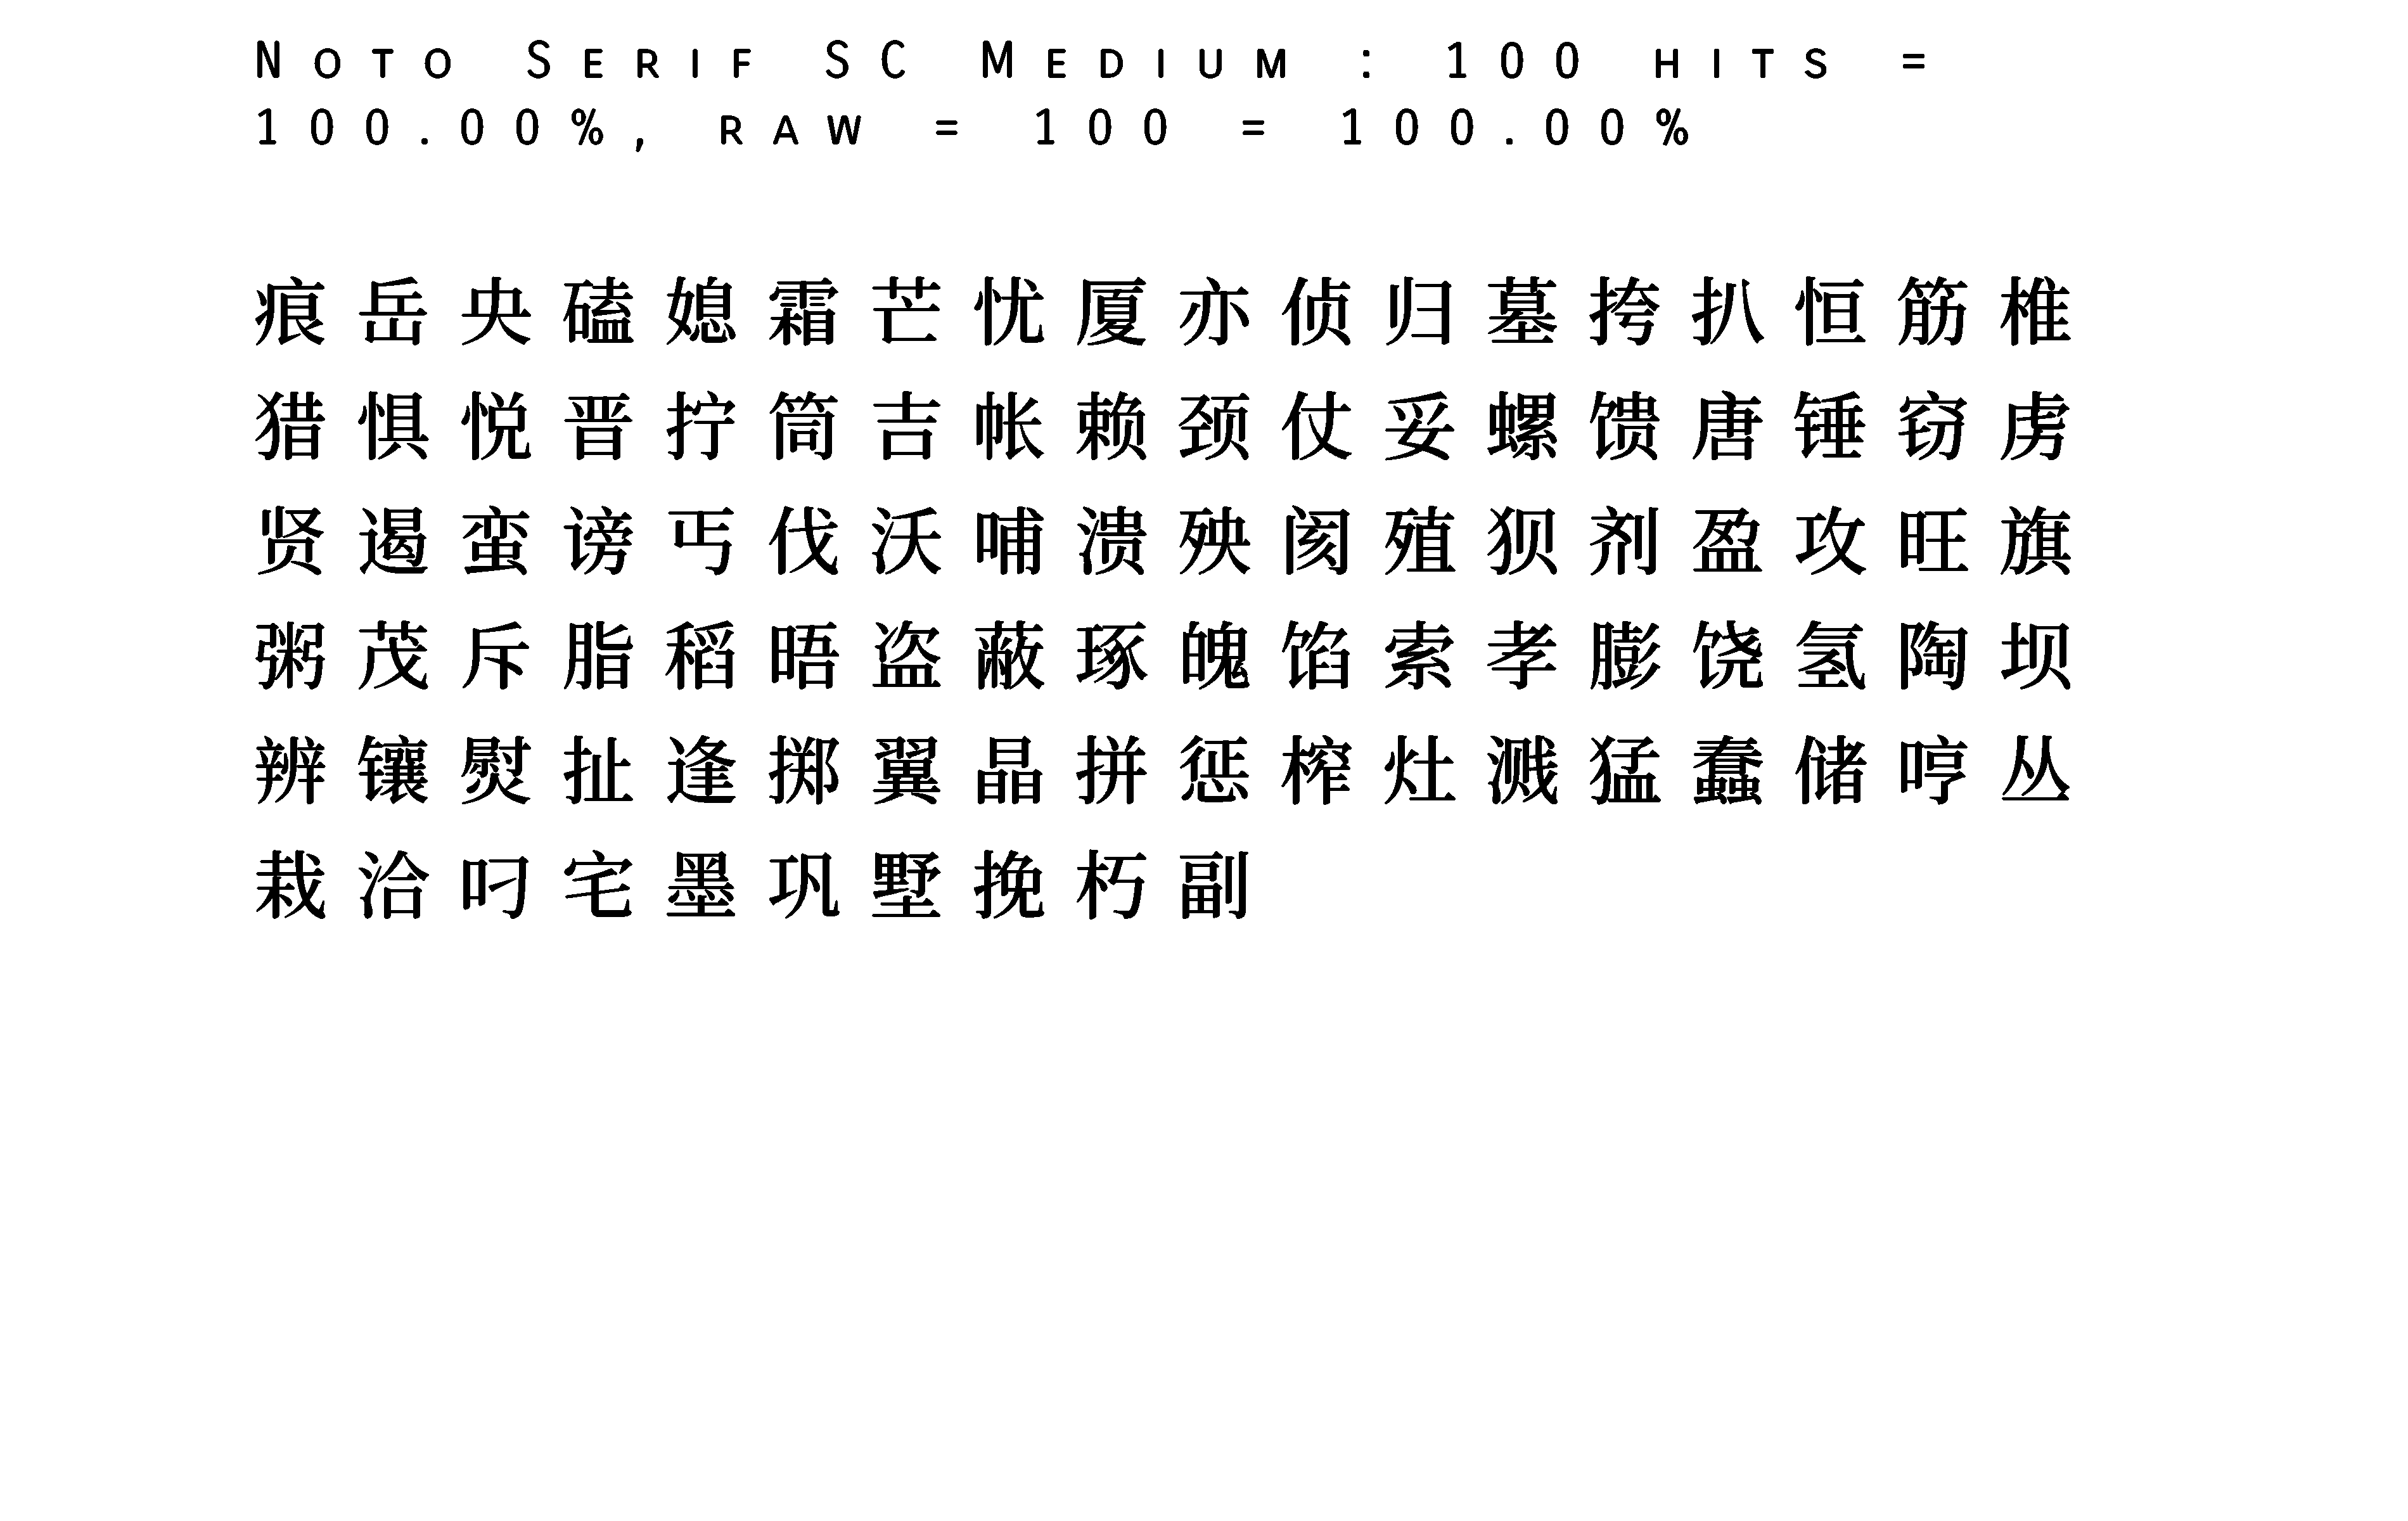 Noto Serif SC Medium : 100 hits =
100.00%, raw = 100 = 100.00%
痕岳央磕媳霜芒忧厦亦侦归墓挎扒恒筋椎
猎惧悦晋拧筒吉帐赖颈仗妥螺馈唐锤窃虏
贤遏蛮谤丐伐沃哺溃殃阂殖狈剂盈攻旺旗
粥茂斥脂稻晤盗蔽琢魄馅索孝膨饶氢陶坝
辨镶熨扯逢掷翼晶拼惩榨灶溅猛蠢储哼丛
栽洽叼宅墨巩墅挽朽副